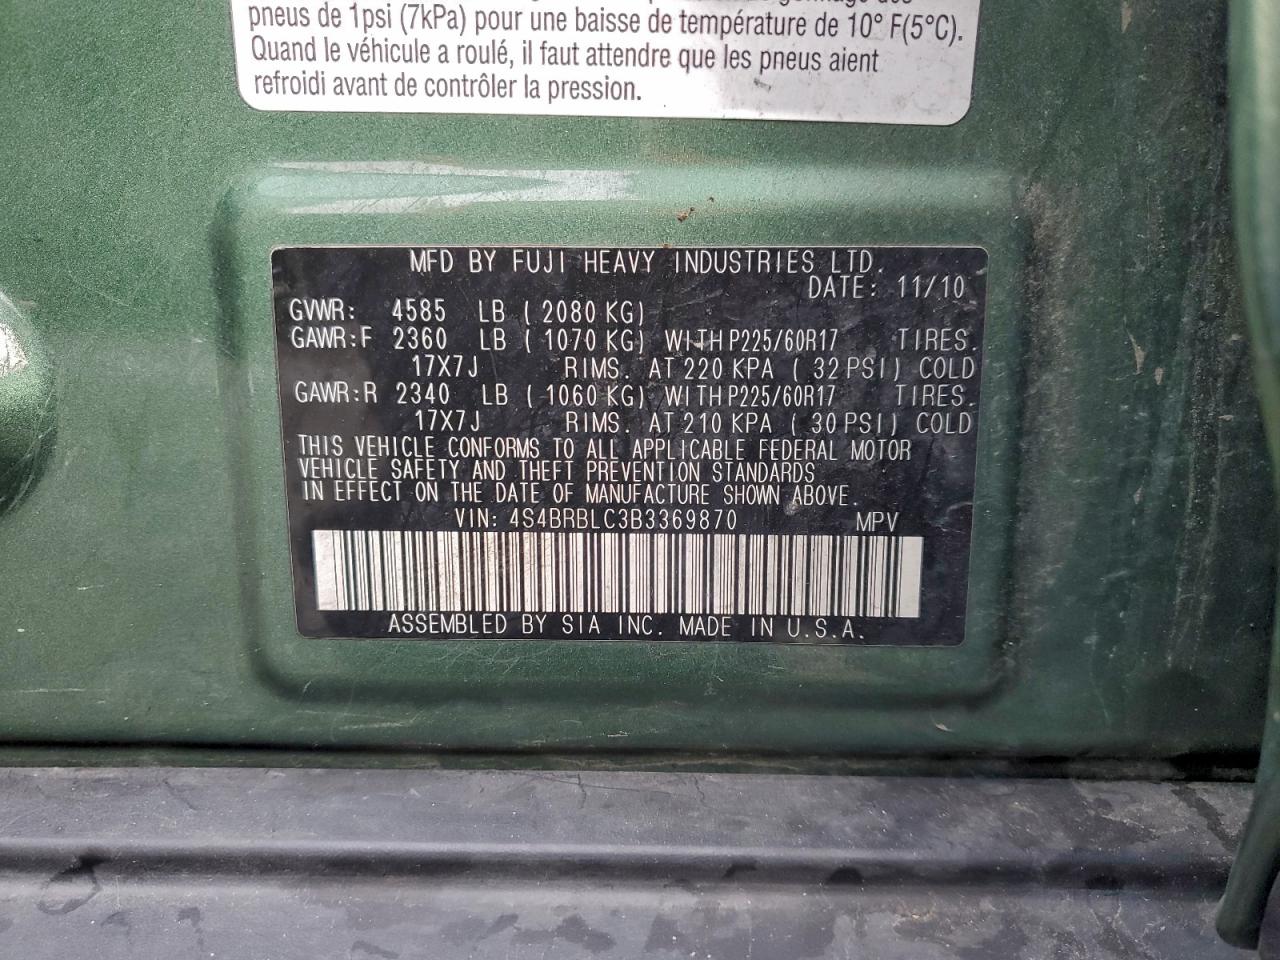 pneus de 1psi (7kPa) pour une baisse de température de 10° F(5°C).
Quand le véhicule a roulé, il faut attendre que les pneus aient
refroidi avant de contrôler la pression.
MFD BY FUJI HEAVY INDUSTRIES LTD.
DATE: 11/10
GVWR: 4585 LB ( 2080 KG)
GAWR:F 2360 LB ( 1070 KG) WITH P225/60R17 TIRES.
17X7J RIMS. AT 220 KPA ( 32 PSI) COLD
GAWR:R 2340 LB ( 1060 KG) WITH P225/60R17 TIRES.
17X7J RIMS. AT 210 KPA ( 30 PSI) COLD
THIS VEHICLE CONFORMS TO ALL APPLICABLE FEDERAL MOTOR
VEHICLE SAFETY AND THEFT PREVENTION STANDARDS
IN EFFECT ON THE DATE OF MANUFACTURE SHOWN ABOVE.
VIN: 4S4BRBLC3B3369870 MPV
ASSEMBLED BY SIA INC. MADE IN U.S.A.